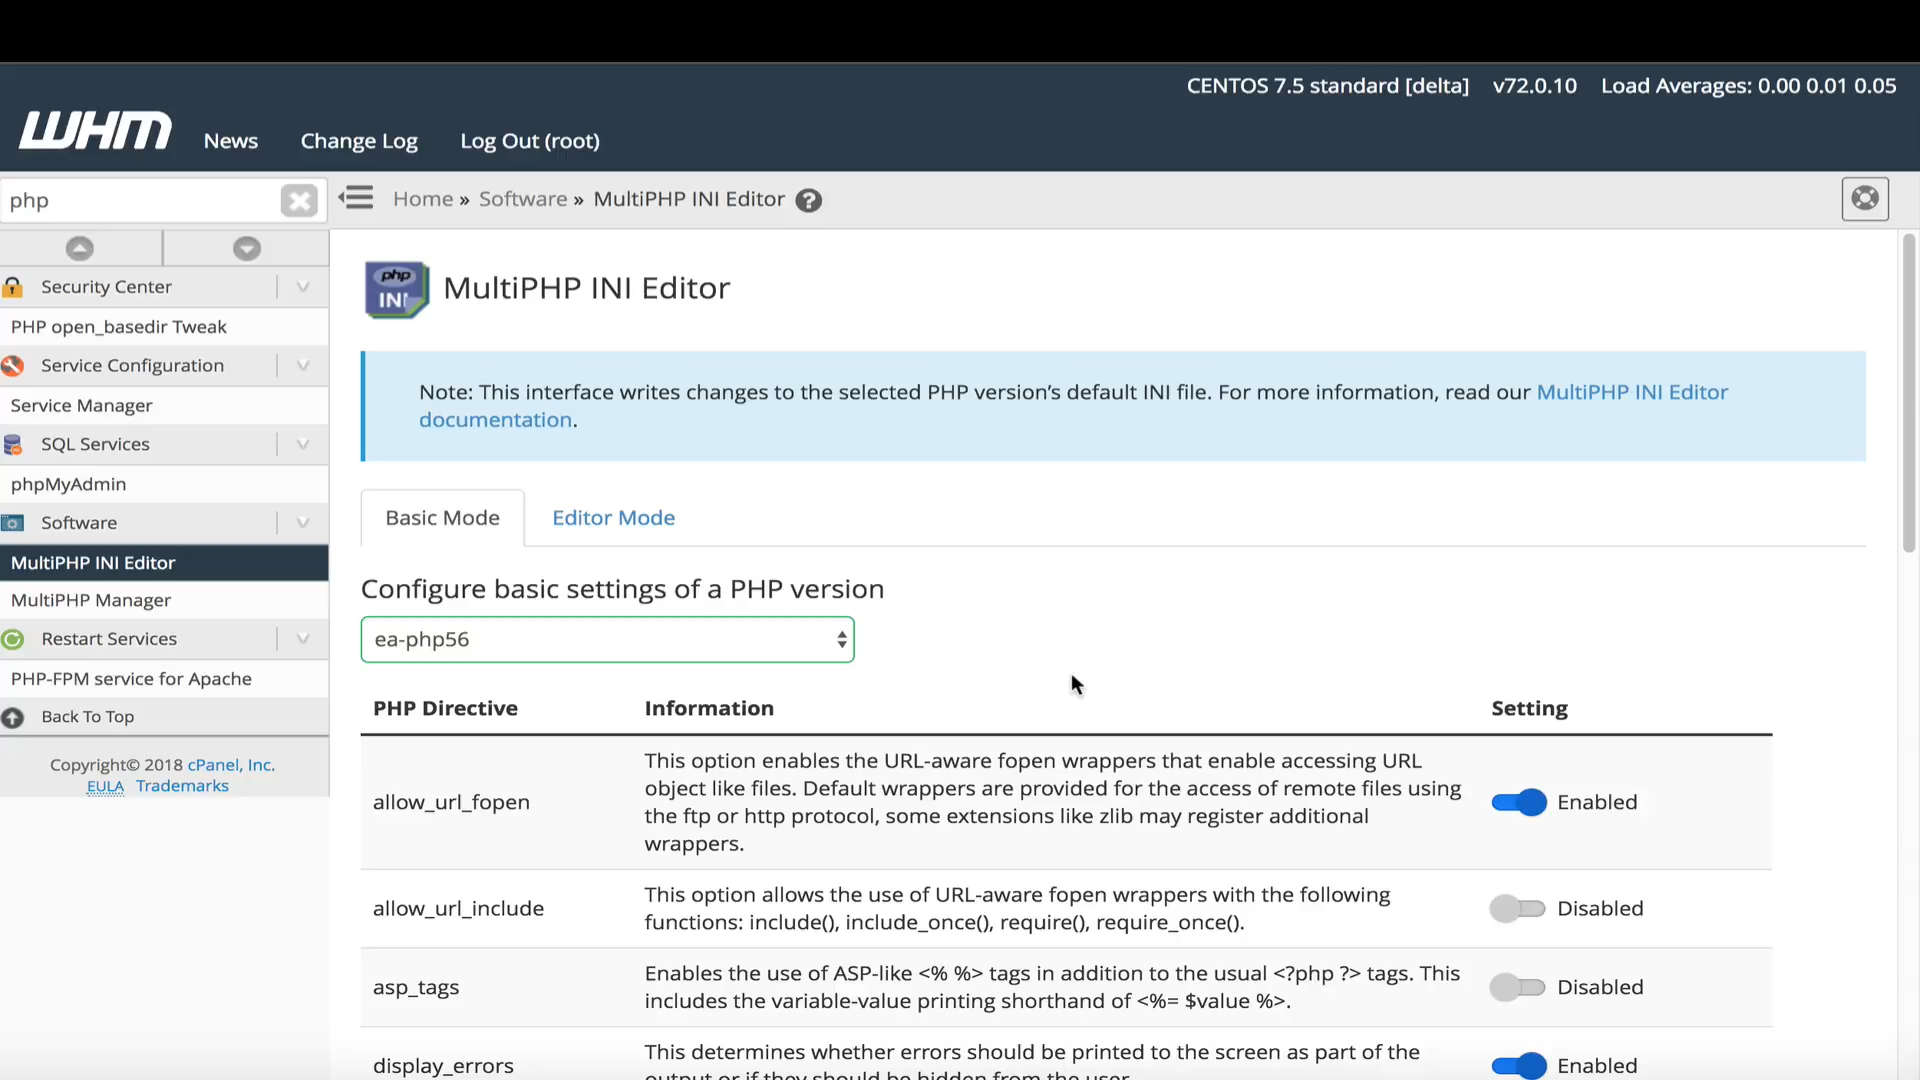 CENTOS 7.5 standard [delta] v72.0.10 Load Averages: 0.00 0.01 0.05
WHM News Change Log Log Out (root)
php
Home » Software » MultiPHP INI Editor ?
Security Center
PHP open_basedir Tweak
Service Configuration
Service Manager
SQL Services
phpMyAdmin
Software
MultiPHP INI Editor
MultiPHP Manager
Restart Services
PHP-FPM service for Apache
Back To Top
Copyright© 2018 cPanel, Inc.
EULA Trademarks
php
INI
MultiPHP INI Editor
Note: This interface writes changes to the selected PHP version’s default INI file. For more information, read our MultiPHP INI Editor
documentation.
Basic Mode Editor Mode
Configure basic settings of a PHP version
ea-php56
PHP Directive Information Setting
This option enables the URL-aware fopen wrappers that enable accessing URL
object like files. Default wrappers are provided for the access of remote files using
allow_url_fopen Enabled
the ftp or http protocol, some extensions like zlib may register additional
wrappers.
This option allows the use of URL-aware fopen wrappers with the following
allow_url_include Disabled
functions: include(), include_once(), require(), require_once().
Enables the use of ASP-like <% %> tags in addition to the usual <?php ?> tags. This
asp_tags Disabled
includes the variable-value printing shorthand of <%= $value %>.
This determines whether errors should be printed to the screen as part of the
display_errors Enabled
output or if they should be hidden from the user.